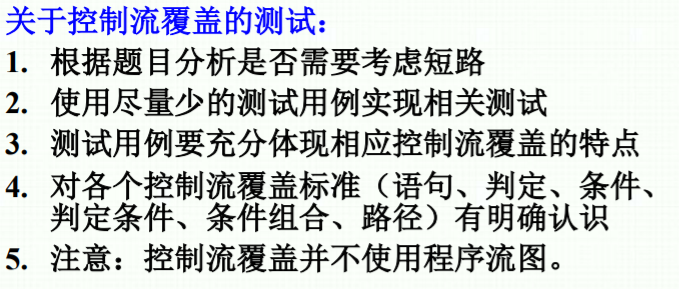 关于控制流覆盖的测试：
1. 根据题目分析是否需要考虑短路
2. 使用尽量少的测试用例实现相关测试
3. 测试用例要充分体现相应控制流覆盖的特点
4. 对各个控制流覆盖标准（语句、判定、条件、
判定条件、条件组合、路径）有明确认识
5. 注意：控制流覆盖并不使用程序流图。